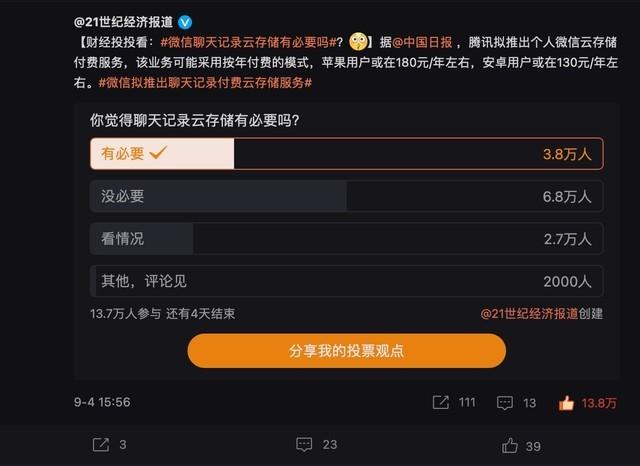 @21世纪经济报道
【财经投投看：#微信聊天记录云存储有必要吗#？】据@中国日报 ，腾讯拟推出个人微信云存储
付费服务，该业务可能采用按年付费的模式，苹果用户或在180元/年左右，安卓用户或在130元/年左
右。#微信拟推出聊天记录付费云存储服务#
你觉得聊天记录云存储有必要吗？
有必要 3.8万人
没必要 6.8万人
看情况 2.7万人
其他，评论见 2000人
13.7万人参与 还有4天结束 @21世纪经济报道创建
分享我的投票观点
9-4 15:56 111 13 13.8万
3 23 39